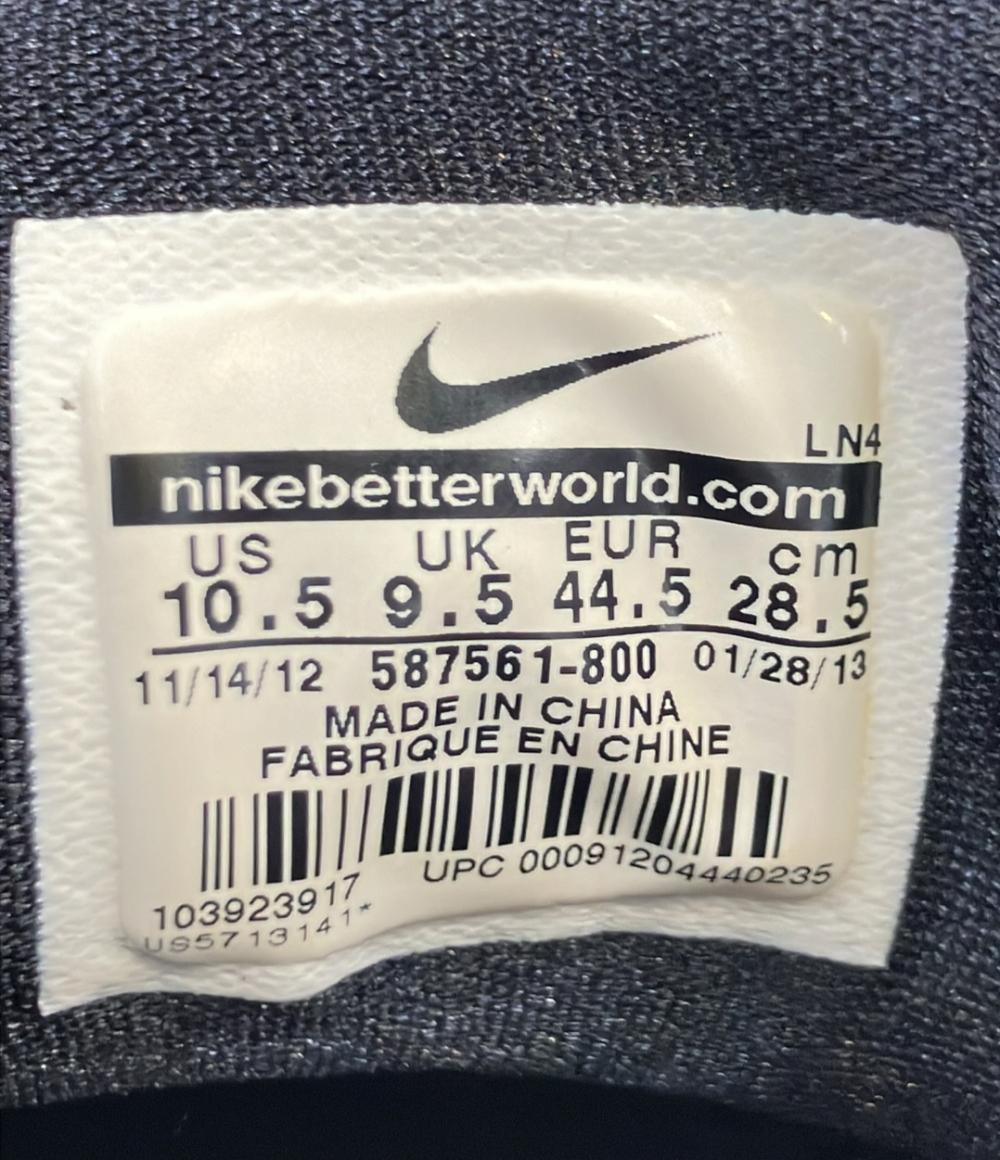 LN4
nikebetterworld.com
US UK EUR cm
10.5 9.5 44.5 28.5
11/14/12 587561-800 01/28/13
MADE IN CHINA
FABRIQUE EN CHINE
UPC 00091204440235
103923917
US5713141*